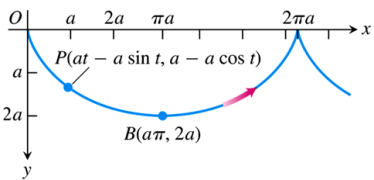 O a 2a πa 2πa x
P(at − a sin t, a − a cos t)
a
2a
B(aπ, 2a)
y